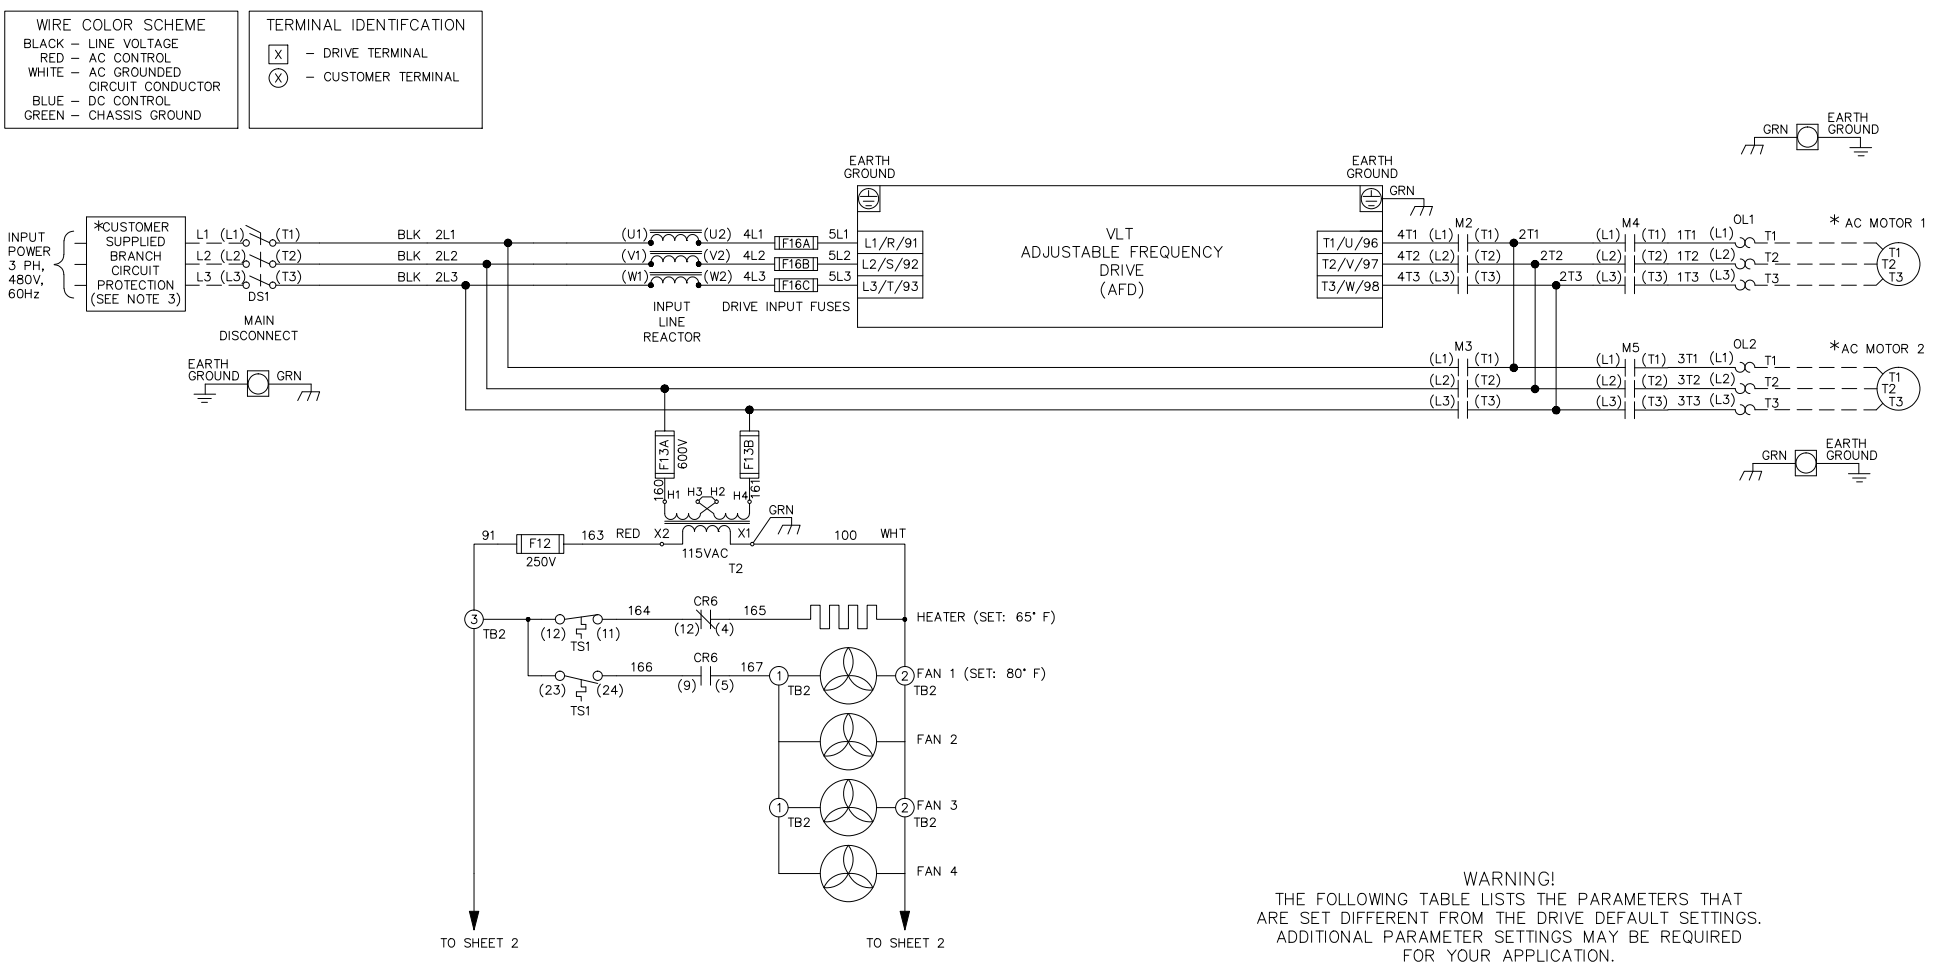 WIRE COLOR SCHEME
BLACK – LINE VOLTAGE
RED – AC CONTROL
WHITE – AC GROUNDED
CIRCUIT CONDUCTOR
BLUE – DC CONTROL
GREEN – CHASSIS GROUND
TERMINAL IDENTIFCATION
X – DRIVE TERMINAL
X – CUSTOMER TERMINAL
GRN
EARTH
GROUND
EARTH
GROUND
EARTH
GROUND
GRN
INPUT
POWER
3 PH,
480V,
60Hz
*CUSTOMER
SUPPLIED
BRANCH
CIRCUIT
PROTECTION
(SEE NOTE 3)
L1 (L1) (T1) BLK 2L1 (U1) (U2) 4L1 F16A 5L1 L1/R/91
L2 (L2) (T2) BLK 2L2 (V1) (V2) 4L2 F16B 5L2 L2/S/92
L3 (L3) (T3) BLK 2L3 (W1) (W2) 4L3 F16C 5L3 L3/T/93
DS1
MAIN
DISCONNECT
INPUT
LINE
REACTOR
DRIVE INPUT FUSES
VLT
ADJUSTABLE FREQUENCY
DRIVE
(AFD)
M2 M4 OL1 * AC MOTOR 1
T1/U/96 4T1 (L1) (T1) 2T1 (L1) (T1) 1T1 (L1) T1 T1
T2/V/97 4T2 (L2) (T2) 2T2 (L2) (T2) 1T2 (L2) T2 T2
T3/W/98 4T3 (L3) (T3) 2T3 (L3) (T3) 1T3 (L3) T3 T3
EARTH
GROUND GRN
M3 M5 OL2 *AC MOTOR 2
(L1) (T1) (L1) (T1) 3T1 (L1) T1 T1
(L2) (T2) (L2) (T2) 3T2 (L2) T2 T2
(L3) (T3) (L3) (T3) 3T3 (L3) T3 T3
GRN
EARTH
GROUND
F13A
600V
F13B
160
161
H1 H3 H2 H4
GRN
91 F12 163 RED X2 X1 100 WHT
250V
115VAC
T2
3
TB2
(12) (11) 164 CR6 165 HEATER (SET: 65° F)
TS1
(12) (4)
(23) (24) 166 CR6 167 1 2 FAN 1 (SET: 80° F)
TS1
(9) (5)
TB2 TB2
FAN 2
1 2 FAN 3
TB2 TB2
FAN 4
TO SHEET 2
TO SHEET 2
WARNING!
THE FOLLOWING TABLE LISTS THE PARAMETERS THAT
ARE SET DIFFERENT FROM THE DRIVE DEFAULT SETTINGS.
ADDITIONAL PARAMETER SETTINGS MAY BE REQUIRED
FOR YOUR APPLICATION.